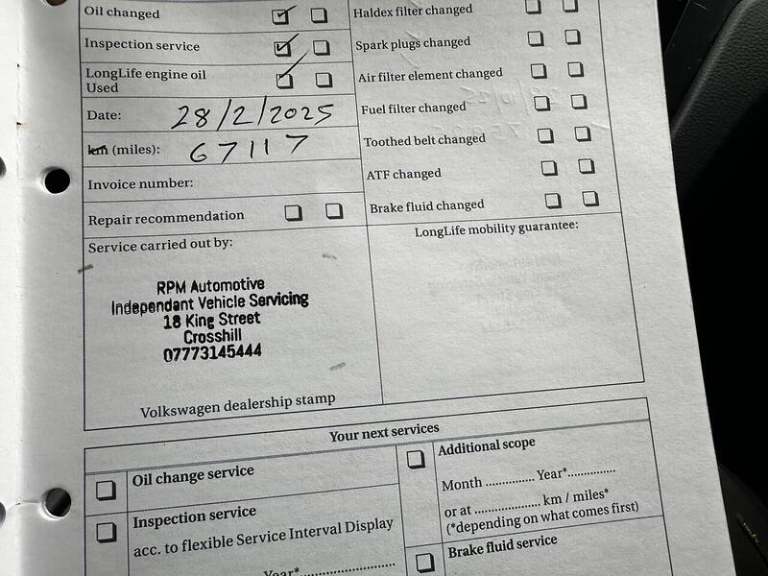 Oil changed
Inspection service
LongLife engine oil
Used
Date: 28/2/2025
km (miles): 67117
Invoice number:
Repair recommendation
Service carried out by:
RPM Automotive
Independant Vehicle Servicing
18 King Street
Crosshill
07773145444
Volkswagen dealership stamp
Haldex filter changed
Spark plugs changed
Air filter element changed
Fuel filter changed
Toothed belt changed
ATF changed
Brake fluid changed
LongLife mobility guarantee:
Your next services
Oil change service
Inspection service
acc. to flexible Service Interval Display
Year*..............................
Additional scope
Month .............. Year*..............
or at ................... km / miles*
(*depending on what comes first)
Brake fluid service